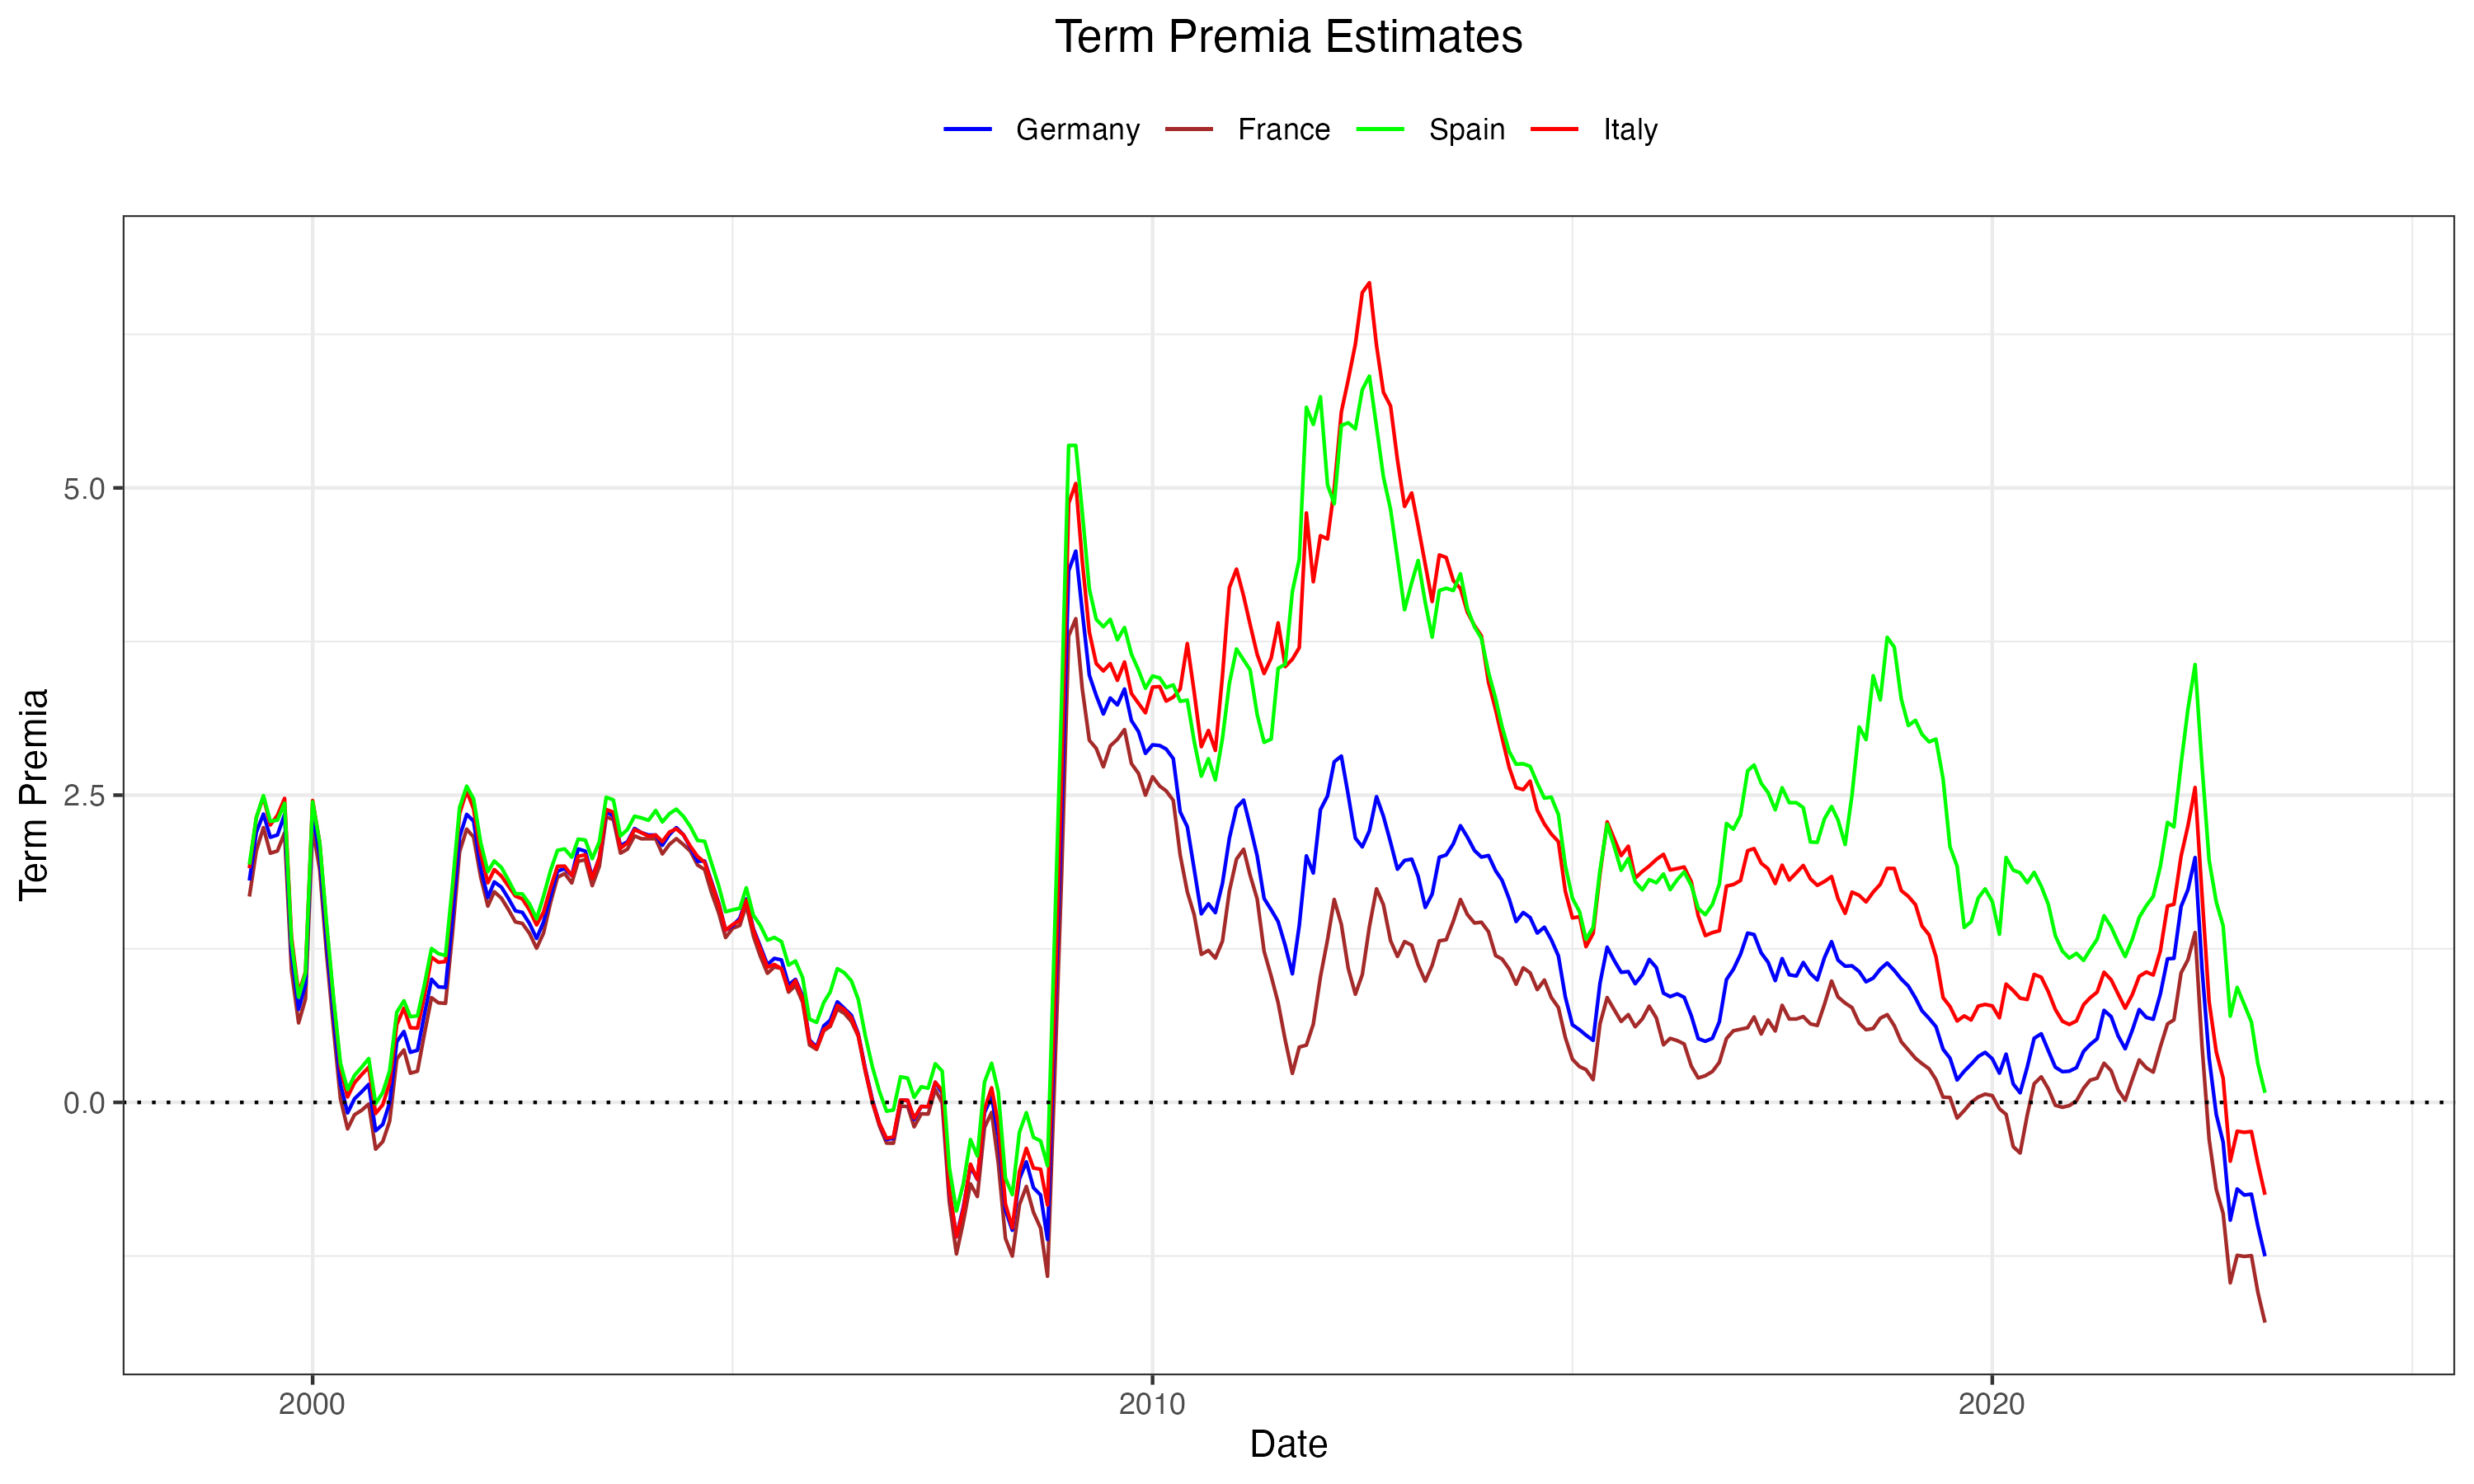 Term Premia Estimates
Germany France Spain Italy
Term Premia
5.0
2.5
0.0
2000 2010 2020
Date